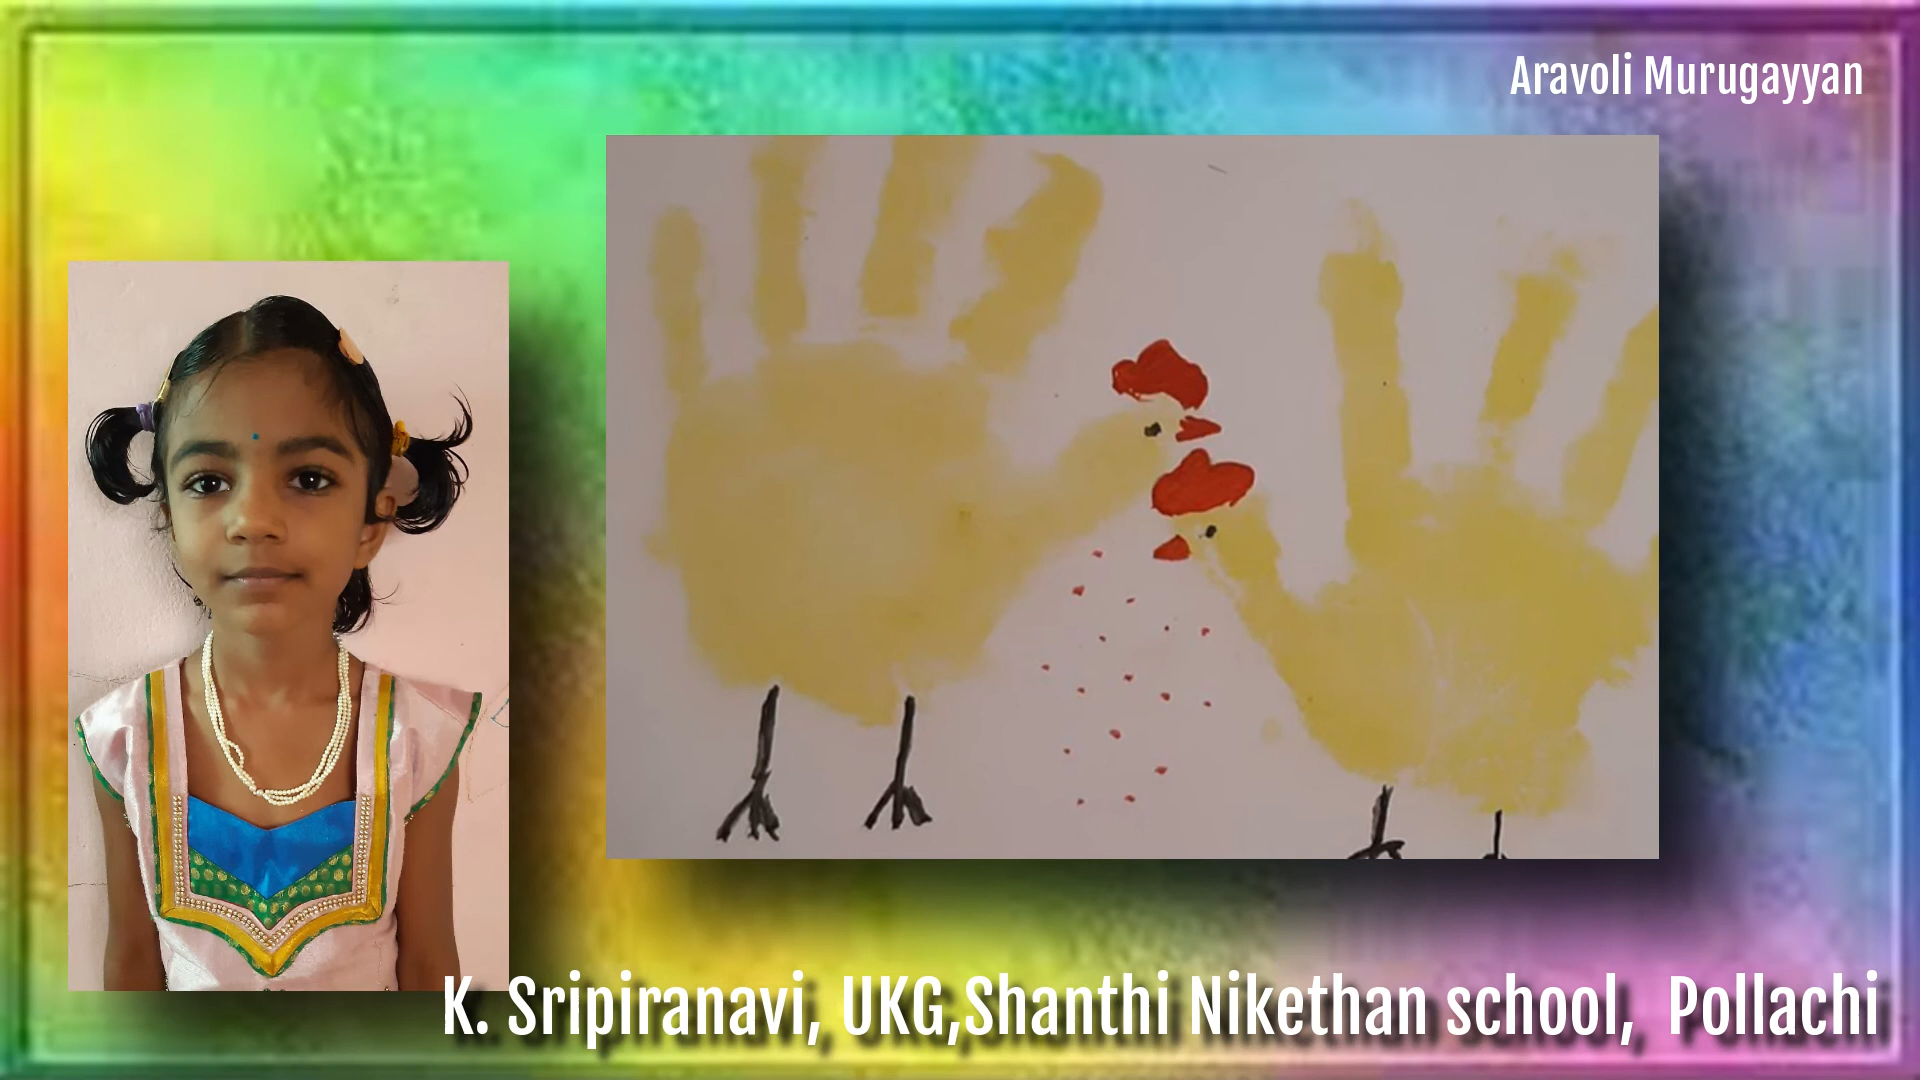 Aravoli Murugayyan
K. Sripiranavi, UKG,Shanthi Nikethan school, Pollachi